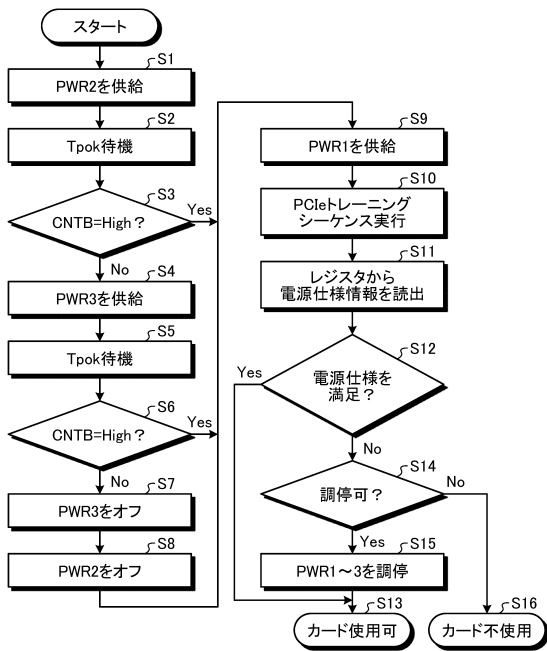 スタート
S1
PWR2を供給
S2
Tpok待機
S3
CNTB=High?
Yes
No
S4
PWR3を供給
S5
Tpok待機
S6
CNTB=High?
Yes
No
S7
PWR3をオフ
S8
PWR2をオフ
S9
PWR1を供給
S10
PCIeトレーニング
シーケンス実行
S11
レジスタから
電源仕様情報を読出
S12
電源仕様を
満足?
Yes
No
S14
調停可?
No
Yes
S15
PWR1～3を調停
S13
カード使用可
S16
カード不使用